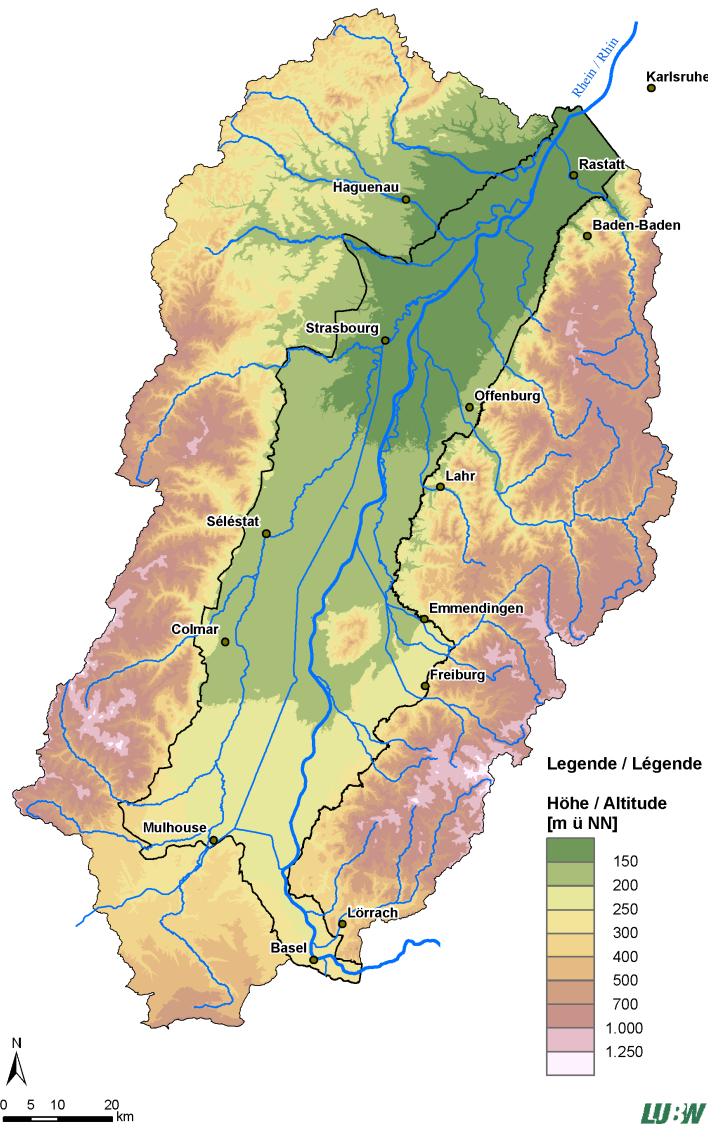 Rhein / Rhin
Karlsruhe
Rastatt
Haguenau
Baden-Baden
Strasbourg
Offenburg
Lahr
Séléstat
Emmendingen
Colmar
Freiburg
Legende / Légende
Höhe / Altitude
[m ü NN]
150
200
250
300
400
500
700
1.000
1.250
Mulhouse
Lörrach
Basel
N
0 5 10 20
km
LUBW